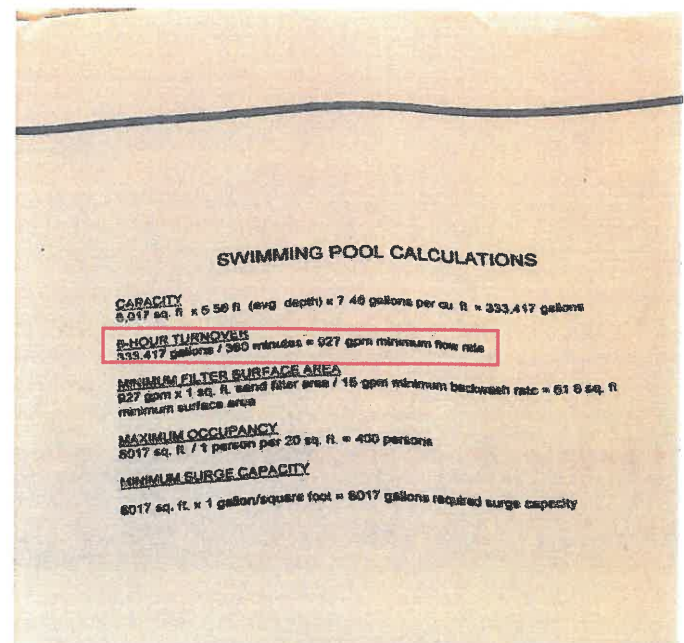 SWIMMING POOL CALCULATIONS
CAPACITY
8,017 sq. ft x 5 56 ft (avg depth) x 7 48 gallons per cu ft = 333,417 gallons
6-HOUR TURNOVER
333,417 gallons / 360 minutes = 927 gpm minimum flow rate
MINIMUM FILTER SURFACE AREA
927 gpm x 1 sq. ft. sand filter area / 15 gpm minimum backwash rate = 61 8 sq. ft
minimum surface area
MAXIMUM OCCUPANCY
8017 sq. ft. / 1 person per 20 sq. ft. = 400 persons
MINIMUM SURGE CAPACITY
8017 sq. ft. x 1 gallon/square foot = 8017 gallons required surge capacity